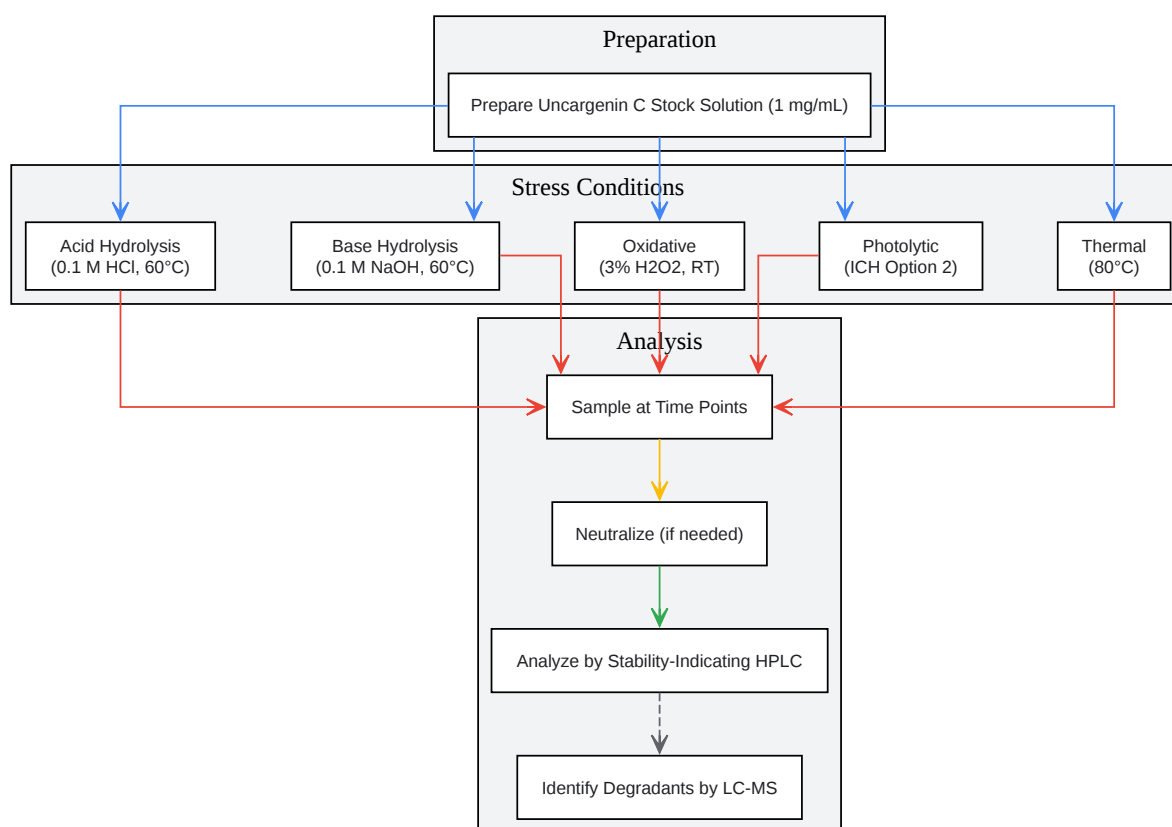 Preparation
Prepare Uncargenin C Stock Solution (1 mg/mL)
Stress Conditions
Acid Hydrolysis
(0.1 M HCl, 60°C)
Base Hydrolysis
(0.1 M NaOH, 60°C)
Oxidative
(3% H2O2, RT)
Photolytic
(ICH Option 2)
Thermal
(80°C)
Analysis
Sample at Time Points
Neutralize (if needed)
Analyze by Stability-Indicating HPLC
Identify Degradants by LC-MS